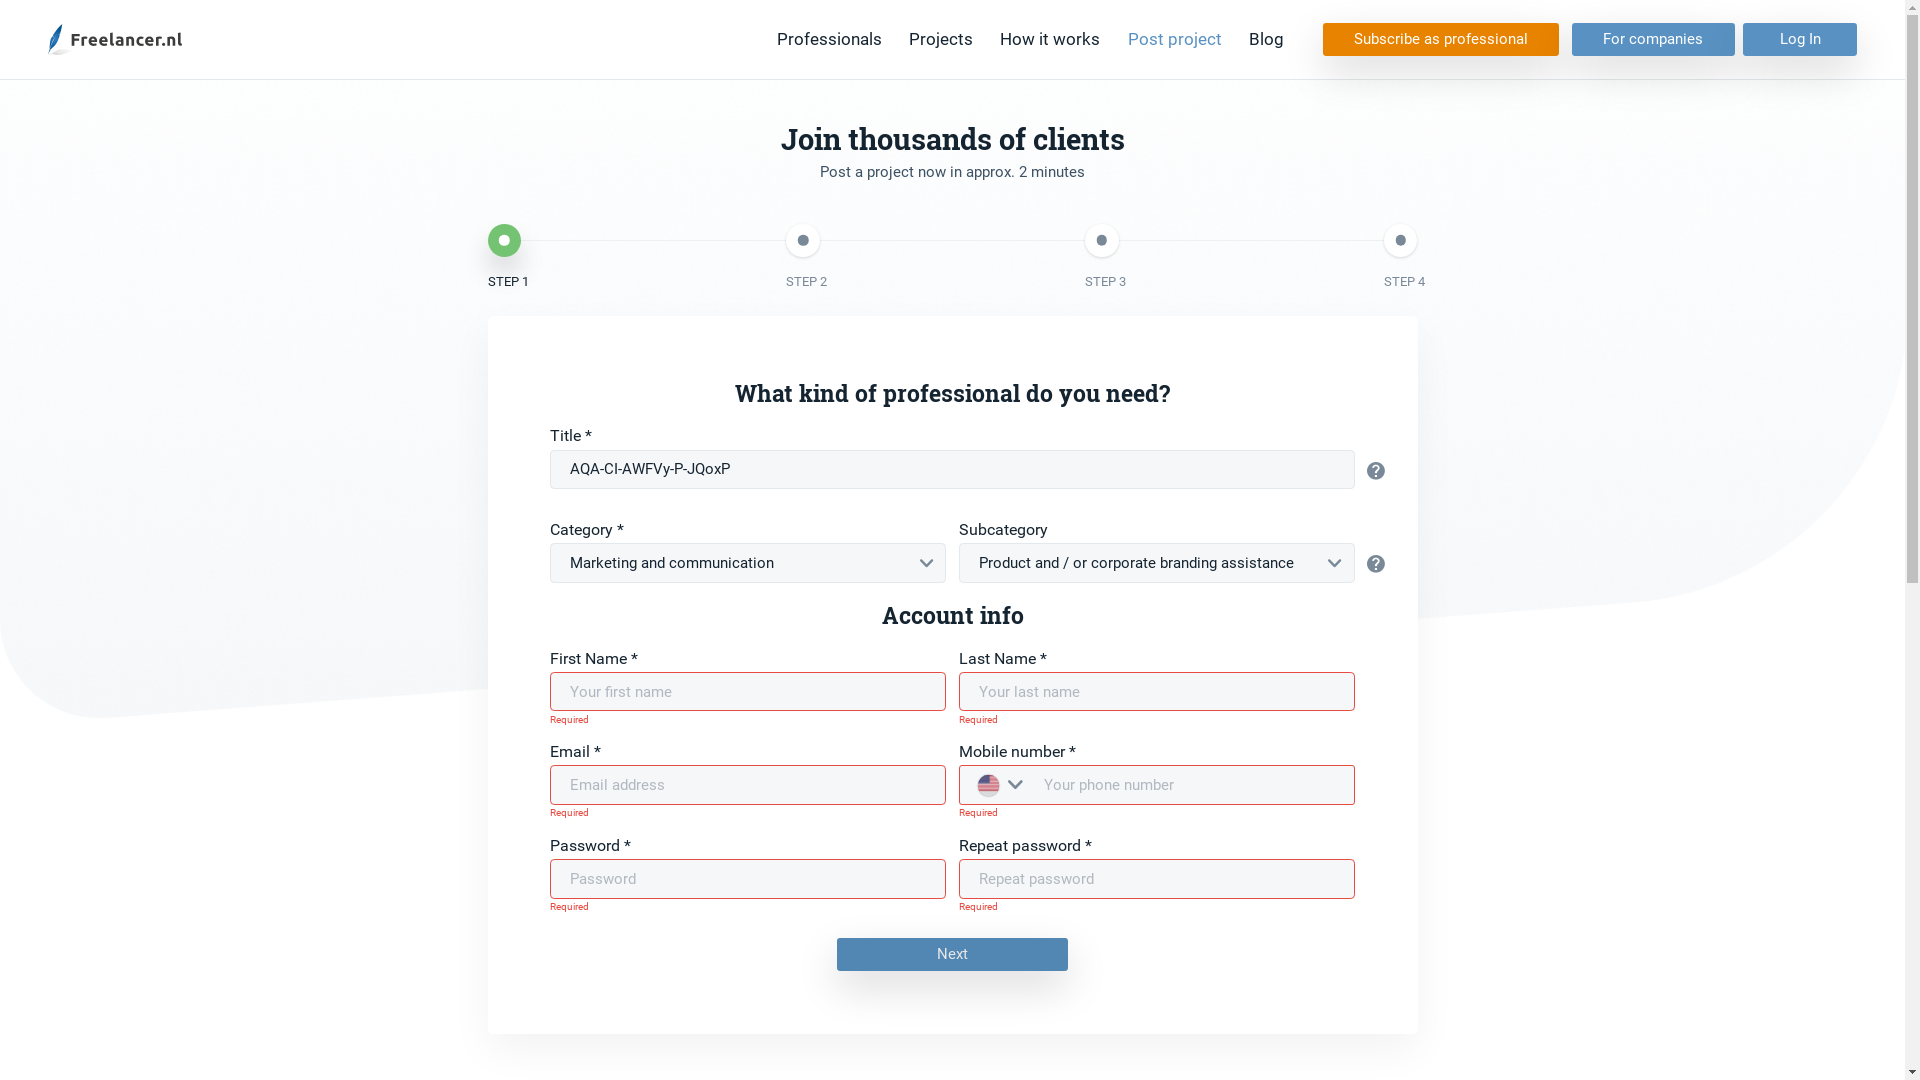 Freelancer.nl
Professionals Projects How it works Post project Blog Subscribe as professional For companies Log In
Join thousands of clients
Post a project now in approx. 2 minutes
STEP 1 STEP 2 STEP 3 STEP 4
What kind of professional do you need?
Title *
AQA-CI-AWFVy-P-JQoxP
Category * Subcategory
Marketing and communication Product and / or corporate branding assistance
Account info
First Name * Last Name *
Your first name Your last name
Required Required
Email * Mobile number *
Email address Your phone number
Required Required
Password * Repeat password *
Password Repeat password
Required Required
Next